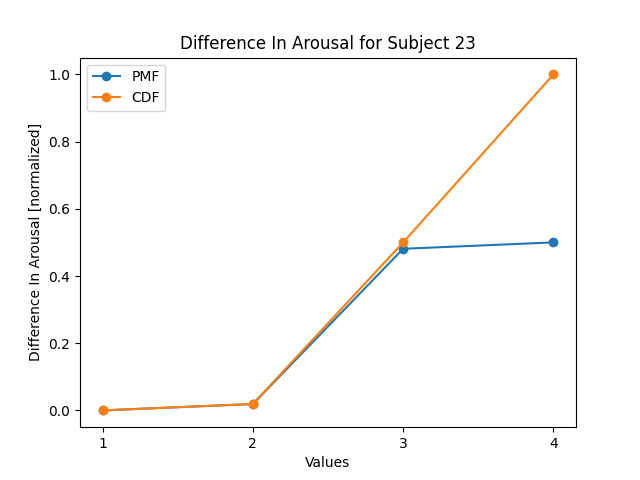 Difference In Arousal for Subject 23
PMF
CDF
Difference In Arousal [normalized]
1.0
0.8
0.6
0.4
0.2
0.0
1 2 3 4
Values